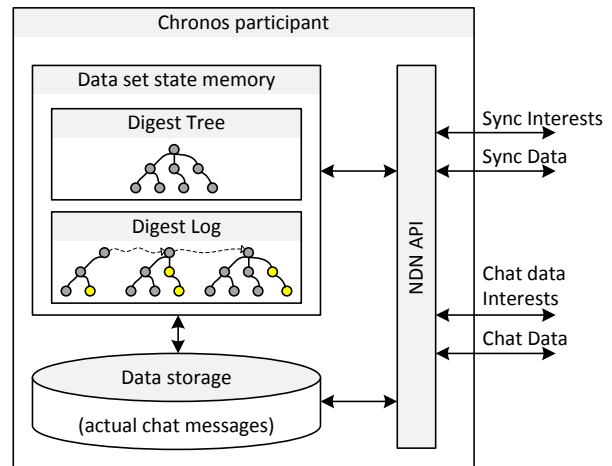 Chronos participant
Data set state memory
Digest Tree
Digest Log
Data storage
(actual chat messages)
NDN API
Sync Interests
Sync Data
Chat data
Interests
Chat Data